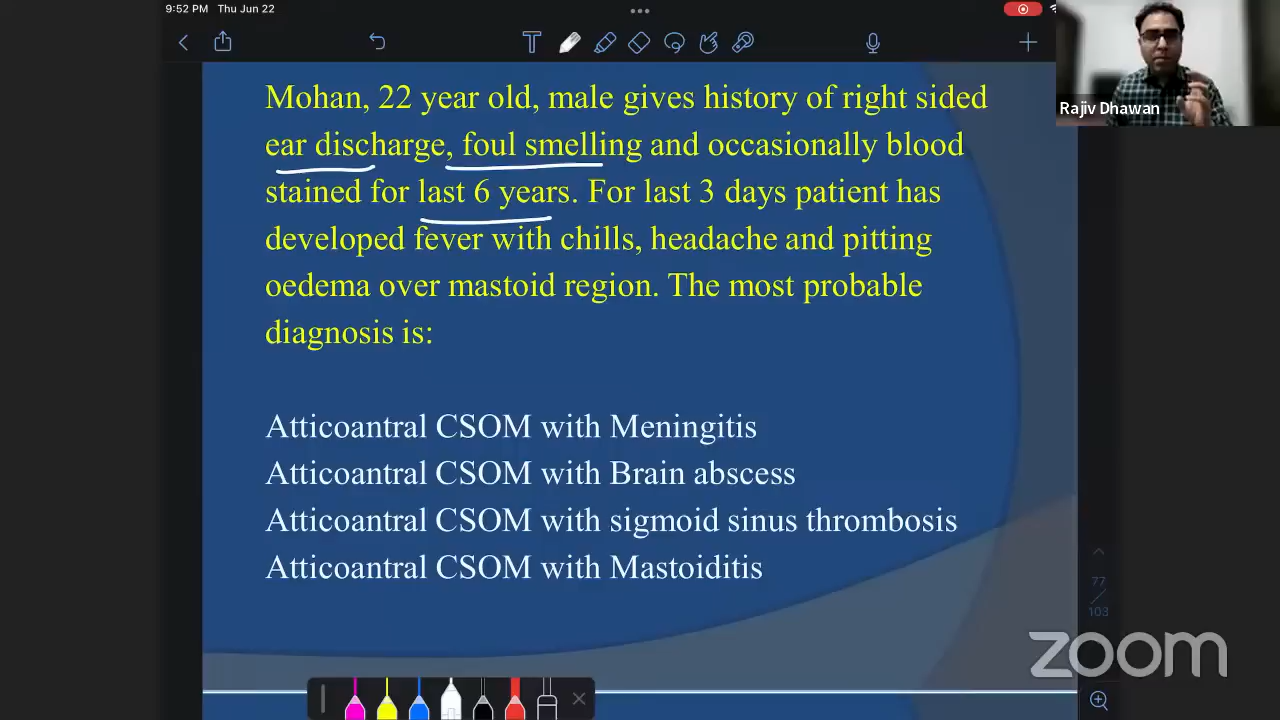 9:52 PM Thu Jun 22
T
Rajiv Dhawan
Mohan, 22 year old, male gives history of right sided
ear discharge, foul smelling and occasionally blood
stained for last 6 years. For last 3 days patient has
developed fever with chills, headache and pitting
oedema over mastoid region. The most probable
diagnosis is:
Atticoantral CSOM with Meningitis
Atticoantral CSOM with Brain abscess
Atticoantral CSOM with sigmoid sinus thrombosis
Atticoantral CSOM with Mastoiditis
77
103
zoom